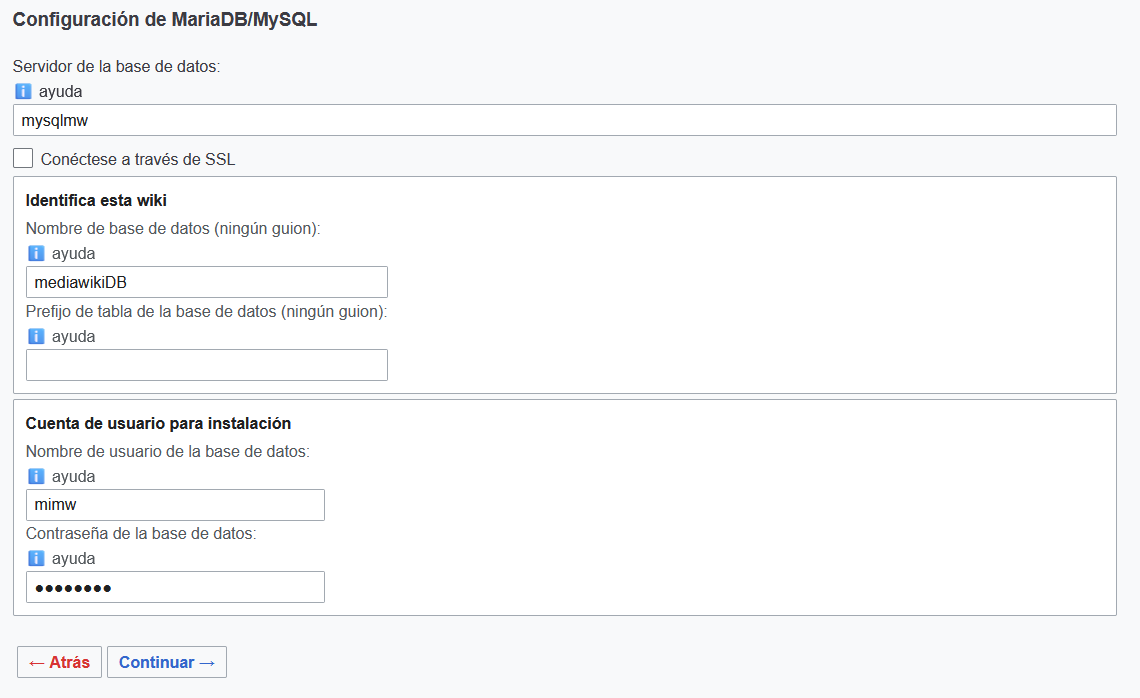 Configuración de MariaDB/MySQL
Servidor de la base de datos:
i ayuda
mysqlmw
Conéctese a través de SSL
Identifica esta wiki
Nombre de base de datos (ningún guion):
i ayuda
mediawikiDB
Prefijo de tabla de la base de datos (ningún guion):
i ayuda
Cuenta de usuario para instalación
Nombre de usuario de la base de datos:
i ayuda
mimw
Contraseña de la base de datos:
i ayuda
●●●●●●●●
← Atrás Continuar →